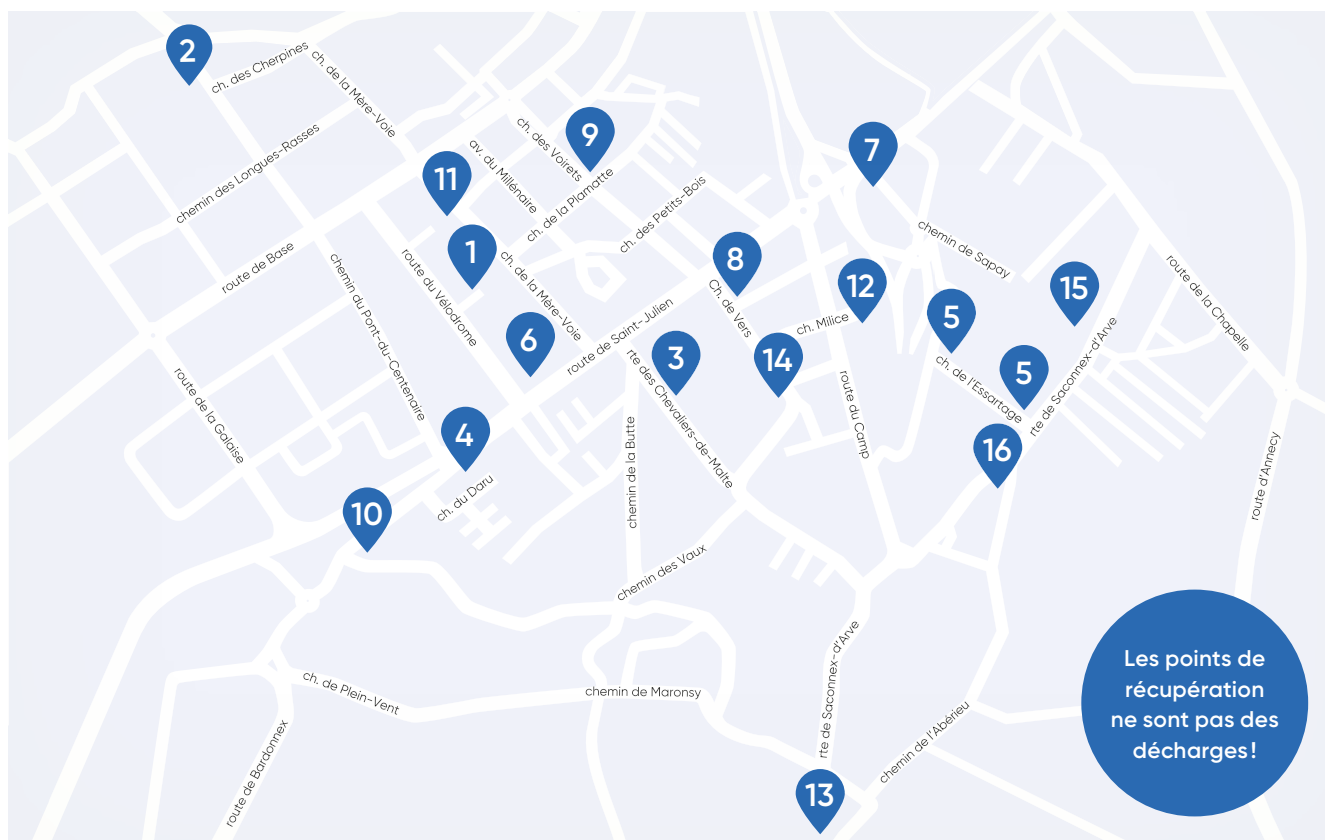 2
ch. des Cherpines
ch. de la Mère-Voie
9
ch. des Voirets
7
av. du Millénaire
chemin des Longues-Rasses
11
ch. de la Plamatte
ch. des Petits-Bois
1
chemin de Sapay
route de Base
ch. de la Mère-Voie
8
route du Vélodrome
12
15
route de la Chapelle
chemin du Pont-du-Centenaire
Ch. de Vers
5
6
route de Saint-Julien
ch. Milice
rte des Chevaliers-de-Malte
3
14
5
ch. de l'Essartage
rte de Saconnex-d'Arve
route de la Galaise
route du Camp
4
16
chemin de la Butte
route d'Annecy
ch. du Daru
10
chemin des Vaux
Les points de
récupération
ne sont pas des
décharges !
ch. de Plein-Vent
chemin de Maronsy
rte de Saconnex-d'Arve
chemin de l'Abérieu
route de Bardonnex
13